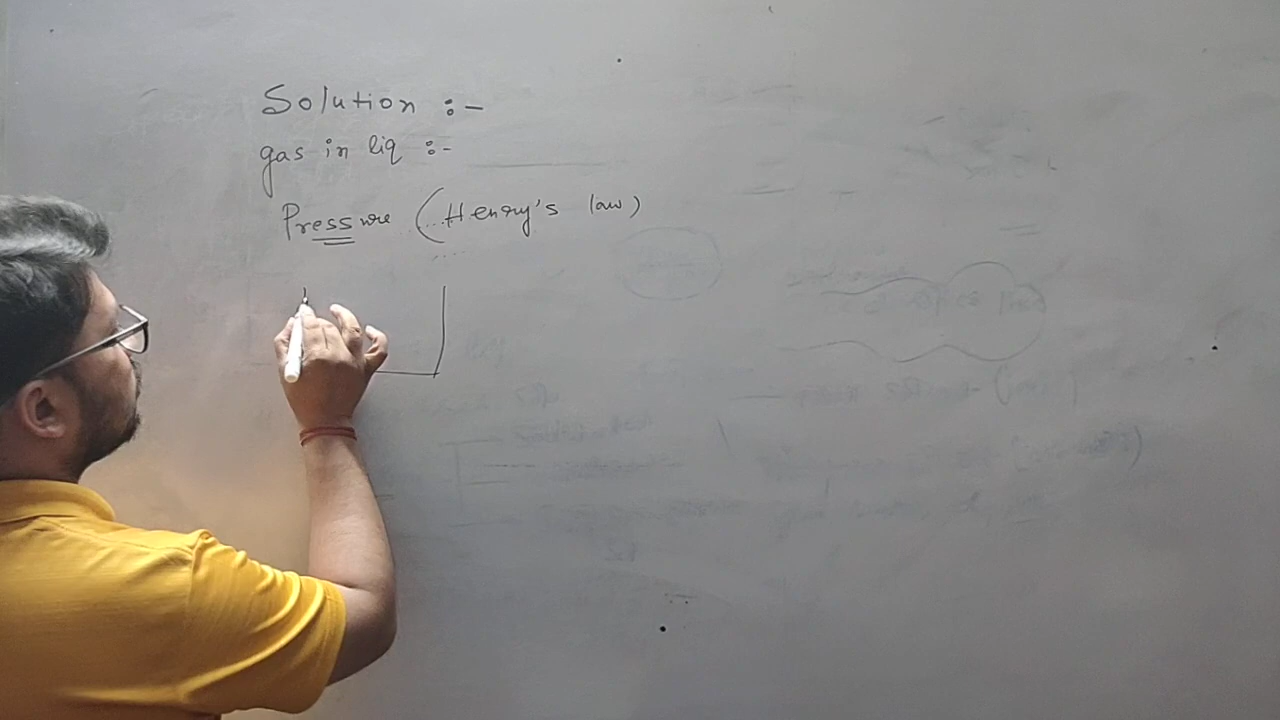 Solution :-
gas in liq :-
Pressure (Henry's law)